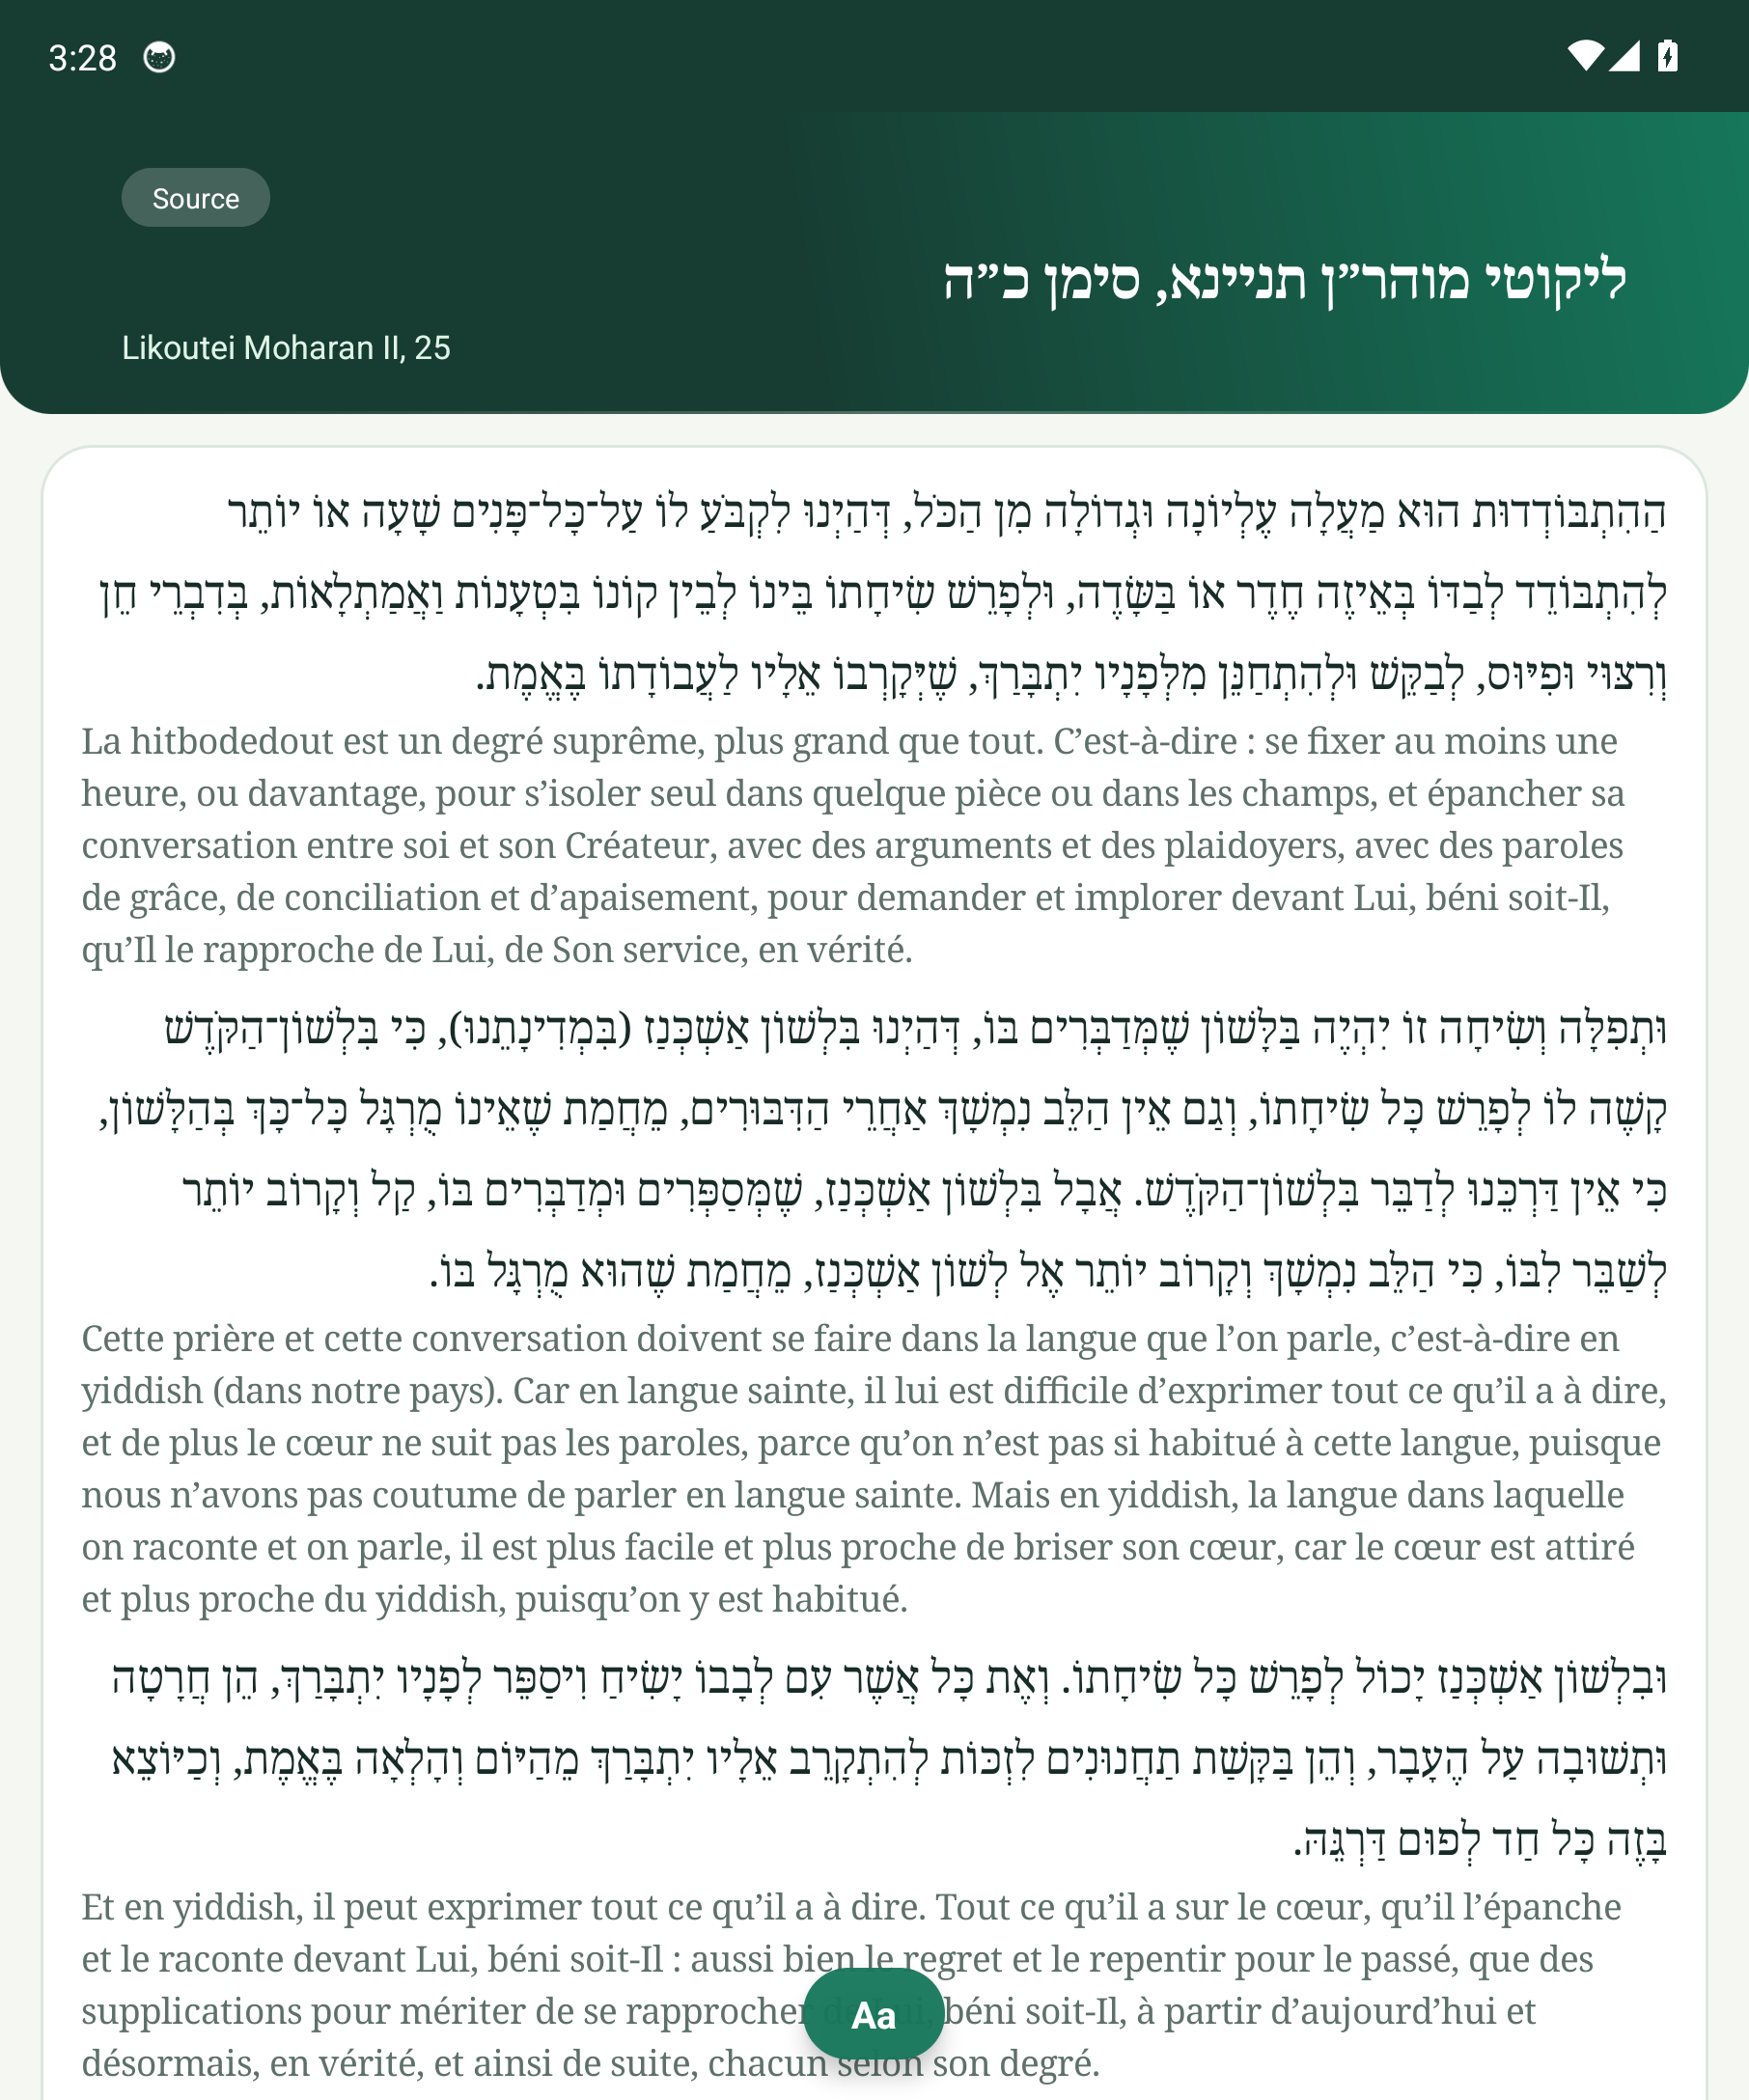 3:28
Source
ליקוטי מוהר״ן תניינא, סימן כ״ה
Likoutei Moharan II, 25
הַהִתְבּוֹדְדוּת הוּא מַעֲלָה עֶלְיוֹנָה וּגְדוֹלָה מִן הַכֹּל, דְּהַיְנוּ לִקְבֹּעַ לוֹ עַל־כָּל־פָּנִים שָׁעָה אוֹ יוֹתֵר
לְהִתְבּוֹדֵד לְבַדּוֹ בְּאֵיזֶה חֶדֶר אוֹ בַּשָּׂדֶה, וּלְפָרֵשׁ שִׂיחָתוֹ בֵּינוֹ לְבֵין קוֹנוֹ בִּטְעָנוֹת וַאֲמַתְלָאוֹת, בְּדִבְרֵי חֵן
וְרִצּוּי וּפִיּוּס, לְבַקֵּשׁ וּלְהִתְחַנֵּן מִלְּפָנָיו יִתְבָּרַךְ, שֶׁיְּקָרְבוֹ אֵלָיו לַעֲבוֹדָתוֹ בֶּאֱמֶת.
La hitbodedout est un degré suprême, plus grand que tout. C’est-à-dire : se fixer au moins une
heure, ou davantage, pour s’isoler seul dans quelque pièce ou dans les champs, et épancher sa
conversation entre soi et son Créateur, avec des arguments et des plaidoyers, avec des paroles
de grâce, de conciliation et d’apaisement, pour demander et implorer devant Lui, béni soit-Il,
qu’Il le rapproche de Lui, de Son service, en vérité.
וּתְפִלָּה וְשִׂיחָה זוֹ יִהְיֶה בַּלָּשׁוֹן שֶׁמְּדַבְּרִים בּוֹ, דְּהַיְנוּ בִּלְשׁוֹן אַשְׁכְּנַז (בִּמְדִינָתֵנוּ), כִּי בִּלְשׁוֹן־הַקֹּדֶשׁ
קָשֶׁה לוֹ לְפָרֵשׁ כָּל שִׂיחָתוֹ, וְגַם אֵין הַלֵּב נִמְשָׁךְ אַחֲרֵי הַדִּבּוּרִים, מֵחֲמַת שֶׁאֵינוֹ מֻרְגָּל כָּל־כָּךְ בְּהַלָּשׁוֹן,
כִּי אֵין דַּרְכֵּנוּ לְדַבֵּר בִּלְשׁוֹן־הַקֹּדֶשׁ. אֲבָל בִּלְשׁוֹן אַשְׁכְּנַז, שֶׁמְּסַפְּרִים וּמְדַבְּרִים בּוֹ, קַל וְקָרוֹב יוֹתֵר
לְשַׁבֵּר לִבּוֹ, כִּי הַלֵּב נִמְשָׁךְ וְקָרוֹב יוֹתֵר אֶל לְשׁוֹן אַשְׁכְּנַז, מֵחֲמַת שֶׁהוּא מֻרְגָּל בּוֹ.
Cette prière et cette conversation doivent se faire dans la langue que l’on parle, c’est-à-dire en
yiddish (dans notre pays). Car en langue sainte, il lui est difficile d’exprimer tout ce qu’il a à dire,
et de plus le cœur ne suit pas les paroles, parce qu’on n’est pas si habitué à cette langue, puisque
nous n’avons pas coutume de parler en langue sainte. Mais en yiddish, la langue dans laquelle
on raconte et on parle, il est plus facile et plus proche de briser son cœur, car le cœur est attiré
et plus proche du yiddish, puisqu’on y est habitué.
וּבִלְשׁוֹן אַשְׁכְּנַז יָכוֹל לְפָרֵשׁ כָּל שִׂיחָתוֹ. וְאֶת כָּל אֲשֶׁר עִם לְבָבוֹ יָשִׂיחַ וִיסַפֵּר לְפָנָיו יִתְבָּרַךְ, הֵן חֲרָטָה
וּתְשׁוּבָה עַל הֶעָבָר, וְהֵן בַּקָּשַׁת תַּחֲנוּנִים לִזְכּוֹת לְהִתְקָרֵב אֵלָיו יִתְבָּרַךְ מֵהַיּוֹם וְהָלְאָה בֶּאֱמֶת, וְכַיּוֹצֵא
בָּזֶה כָּל חַד לְפוּם דַּרְגֵּהּ.
Et en yiddish, il peut exprimer tout ce qu’il a à dire. Tout ce qu’il a sur le cœur, qu’il l’épanche
et le raconte devant Lui, béni soit-Il : aussi bien le regret et le repentir pour le passé, que des
supplications pour mériter de se rapprocher de Lui, béni soit-Il, à partir d’aujourd’hui et
désormais, en vérité, et ainsi de suite, chacun selon son degré.
Aa